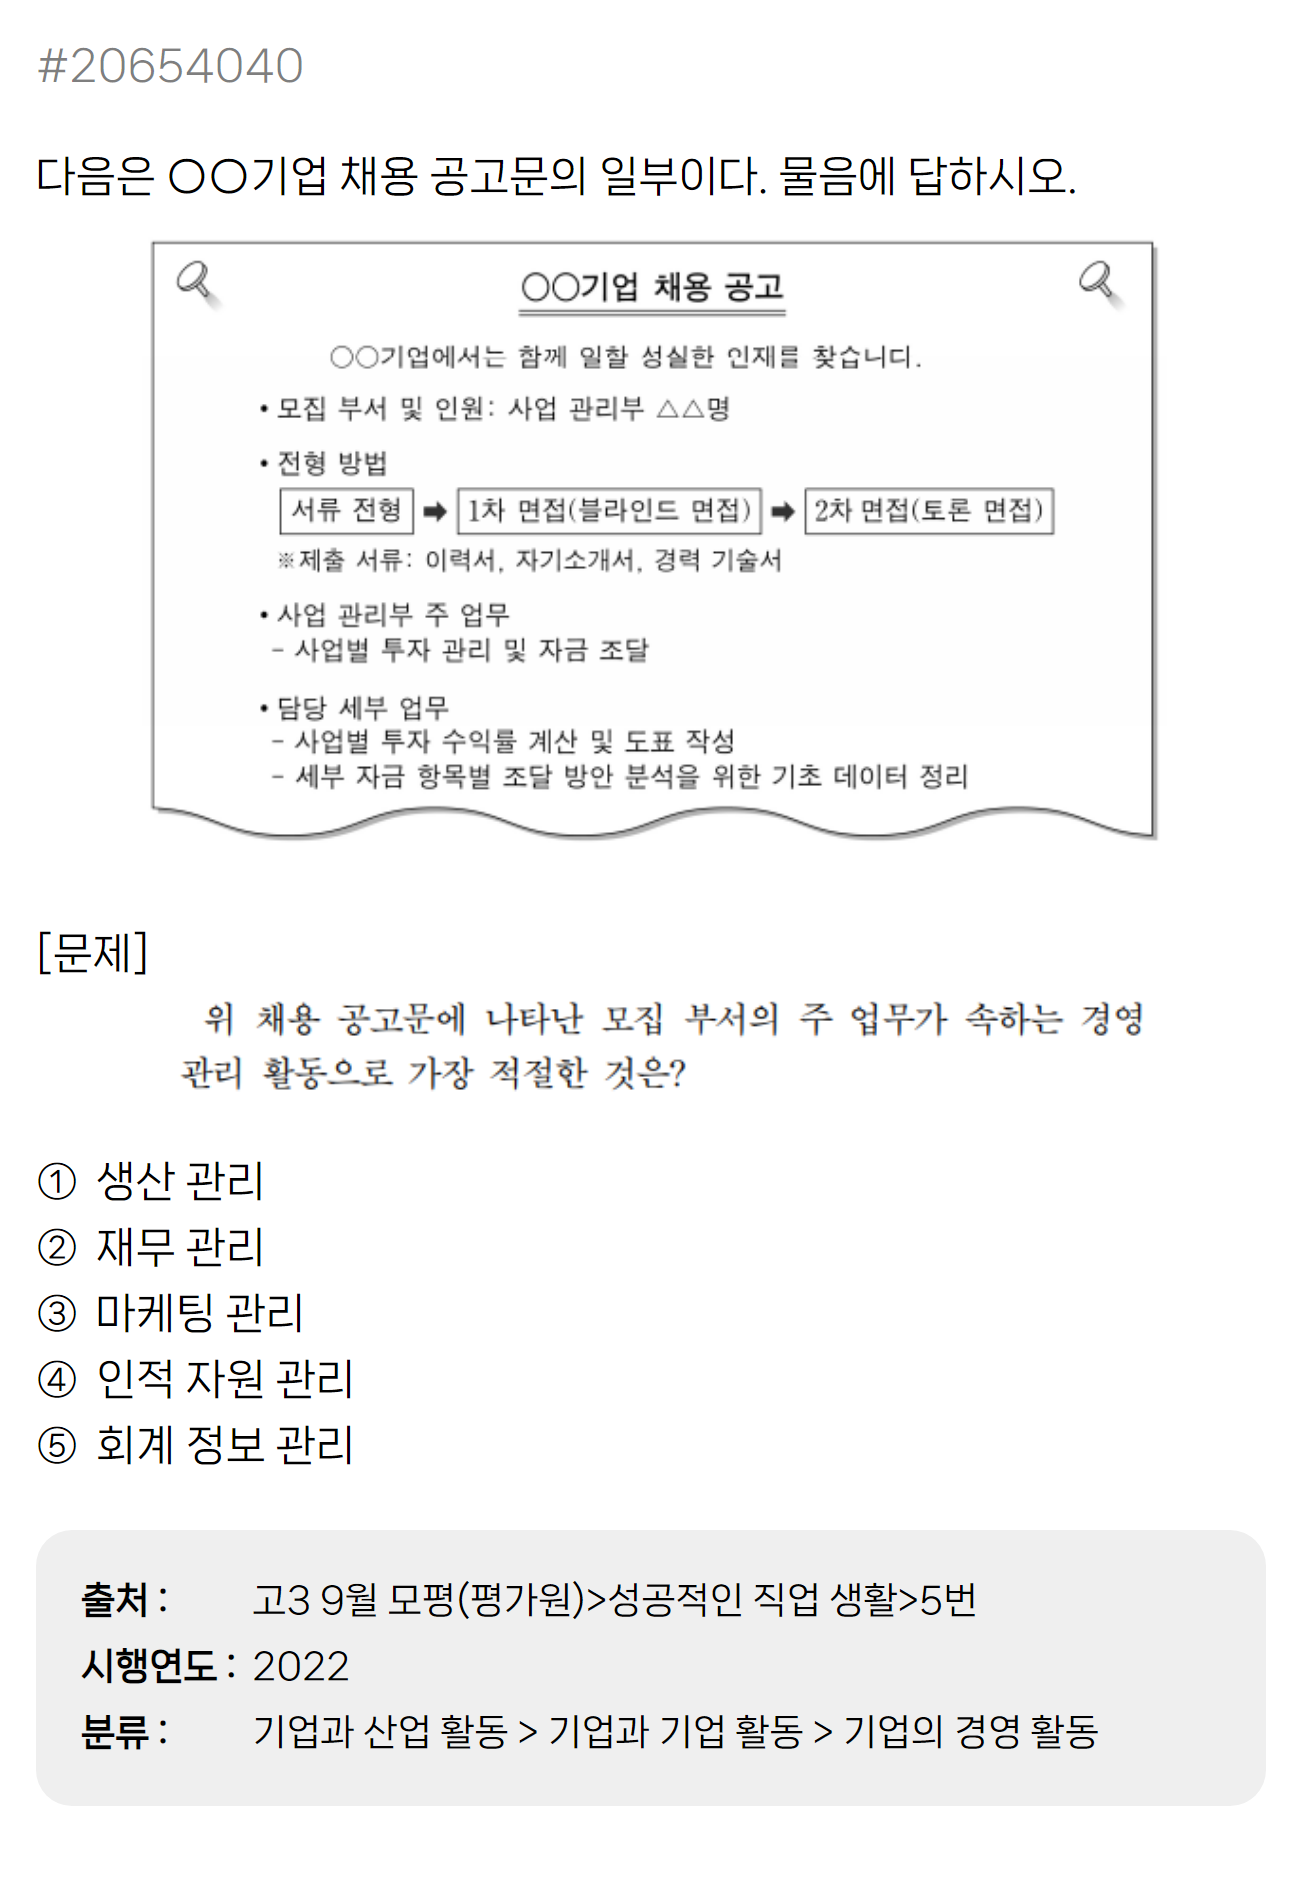 #20654040
다음은 ○○기업 채용 공고문의 일부이다. 물음에 답하시오.
○○기업 채용 공고
○○기업에서는 함께 일할 성실한 인재를 찾습니다.
• 모집 부서 및 인원: 사업 관리부 △△명
• 전형 방법
서류 전형 ➡ 1차 면접(블라인드 면접) ➡ 2차 면접(토론 면접)
※제출 서류: 이력서, 자기소개서, 경력 기술서
• 사업 관리부 주 업무
- 사업별 투자 관리 및 자금 조달
• 담당 세부 업무
- 사업별 투자 수익률 계산 및 도표 작성
- 세부 자금 항목별 조달 방안 분석을 위한 기초 데이터 정리
[문제]
위 채용 공고문에 나타난 모집 부서의 주 업무가 속하는 경영
관리 활동으로 가장 적절한 것은?
① 생산 관리
② 재무 관리
③ 마케팅 관리
④ 인적 자원 관리
⑤ 회계 정보 관리
출처 : 고3 9월 모평(평가원)>성공적인 직업 생활>5번
시행연도 : 2022
분류 : 기업과 산업 활동 > 기업과 기업 활동 > 기업의 경영 활동